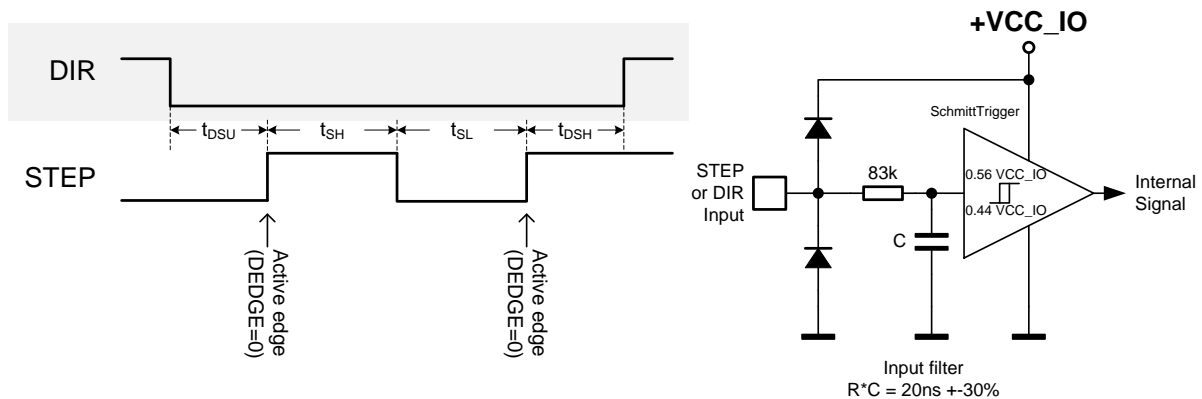 DIR
tDSU
tSH
tSL
tDSH
STEP
Active edge
(DEDGE=0)
Active edge
(DEDGE=0)
+VCC_IO
SchmittTrigger
83k
0.56 VCC_IO
0.44 VCC_IO
STEP
or DIR
Input
Internal
Signal
C
Input filter
R*C = 20ns +-30%